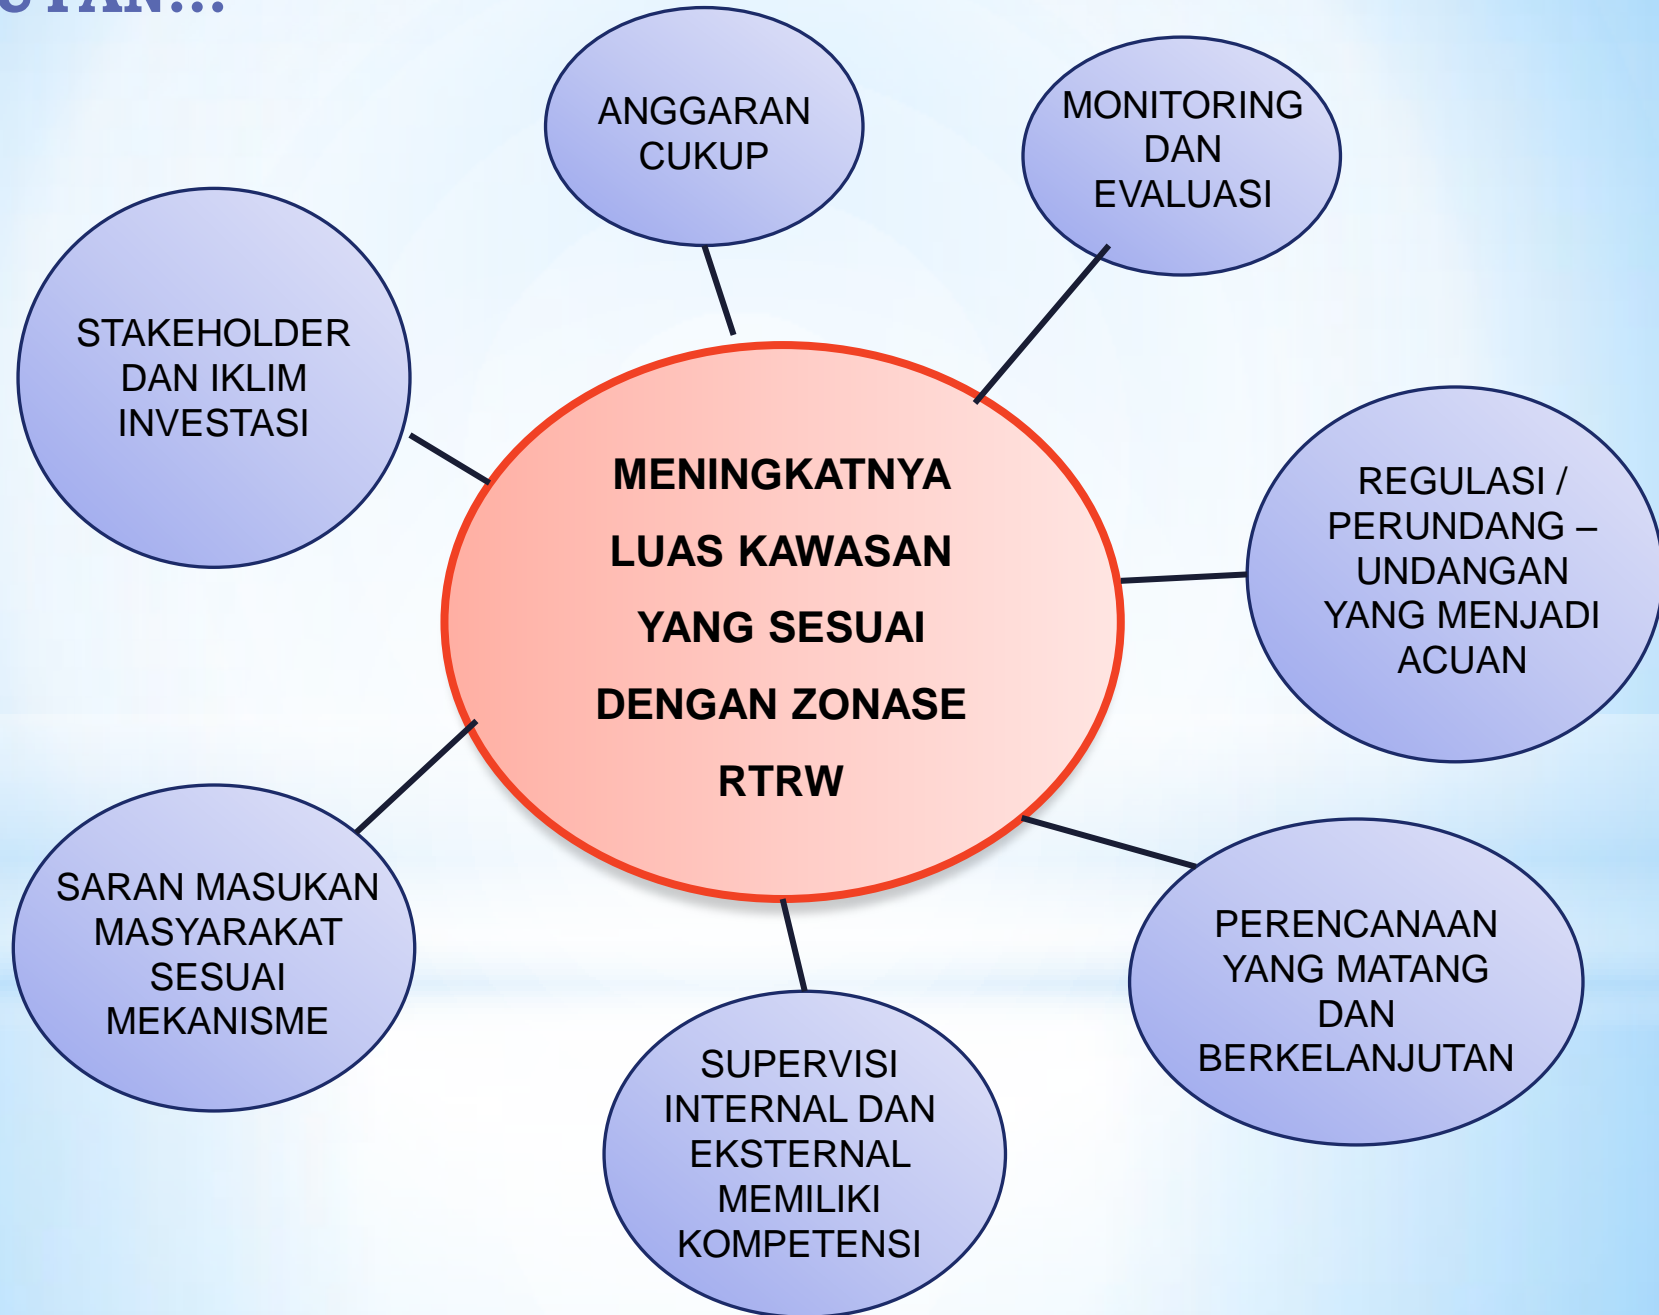 ANGGARAN
CUKUP
MONITORING
DAN
EVALUASI
STAKEHOLDER
DAN IKLIM
INVESTASI
MENINGKATNYA
LUAS KAWASAN
YANG SESUAI
DENGAN ZONASE
RTRW
REGULASI /
PERUNDANG –
UNDANGAN
YANG MENJADI
ACUAN
SARAN MASUKAN
MASYARAKAT
SESUAI
MEKANISME
PERENCANAAN
YANG MATANG
DAN
BERKELANJUTAN
SUPERVISI
INTERNAL DAN
EKSTERNAL
MEMILIKI
KOMPETENSI